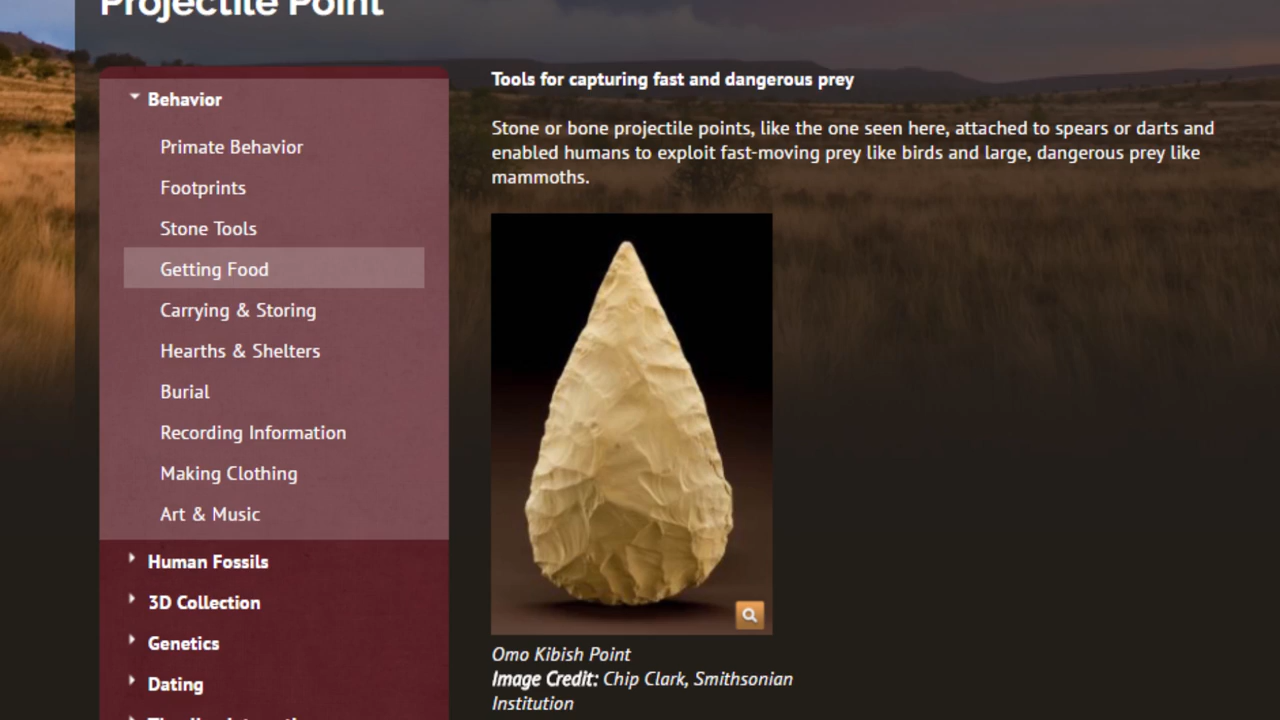 Projectile Point
Behavior
Primate Behavior
Footprints
Stone Tools
Getting Food
Carrying & Storing
Hearths & Shelters
Burial
Recording Information
Making Clothing
Art & Music
Human Fossils
3D Collection
Genetics
Dating
Tools for capturing fast and dangerous prey
Stone or bone projectile points, like the one seen here, attached to spears or darts and
enabled humans to exploit fast-moving prey like birds and large, dangerous prey like
mammoths.
Omo Kibish Point
Image Credit: Chip Clark, Smithsonian
Institution